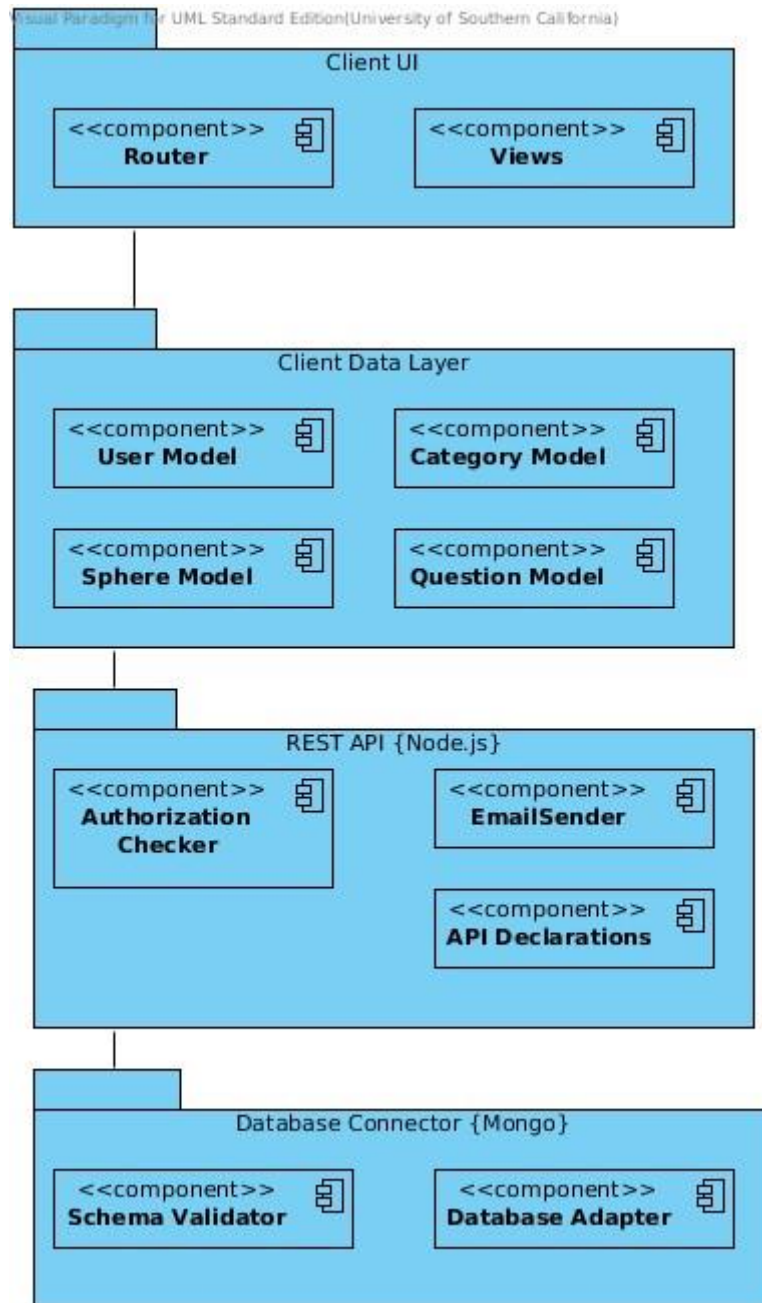 Visual Paradigm for UML Standard Edition(University of Southern California)
Client UI
<<component>>
Router
<<component>>
Views
Client Data Layer
<<component>>
User Model
<<component>>
Category Model
<<component>>
Sphere Model
<<component>>
Question Model
REST API {Node.js}
<<component>>
Authorization
Checker
<<component>>
EmailSender
<<component>>
API Declarations
Database Connector {Mongo}
<<component>>
Schema Validator
<<component>>
Database Adapter